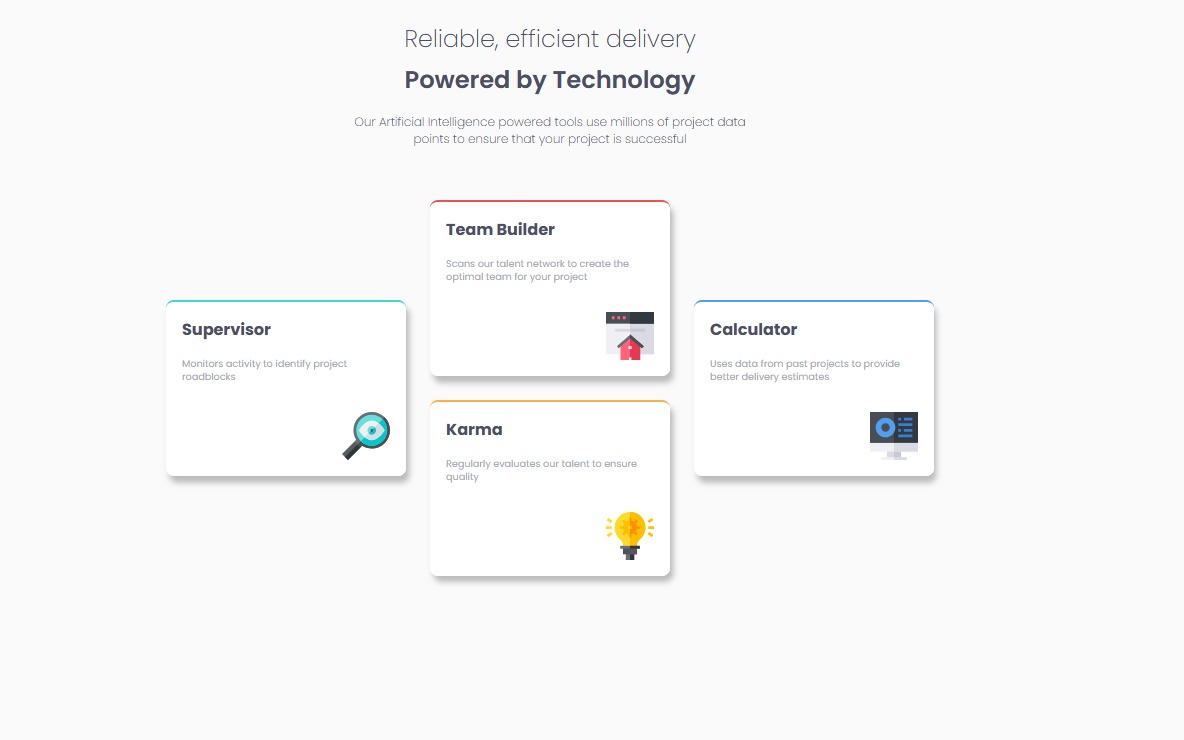 Reliable, efficient delivery
Powered by Technology
Our Artificial Intelligence powered tools use millions of project data
points to ensure that your project is successful
Supervisor
Monitors activity to identify project
roadblocks
Team Builder
Scans our talent network to create the
optimal team for your project
Karma
Regularly evaluates our talent to ensure
quality
Calculator
Uses data from past projects to provide
better delivery estimates